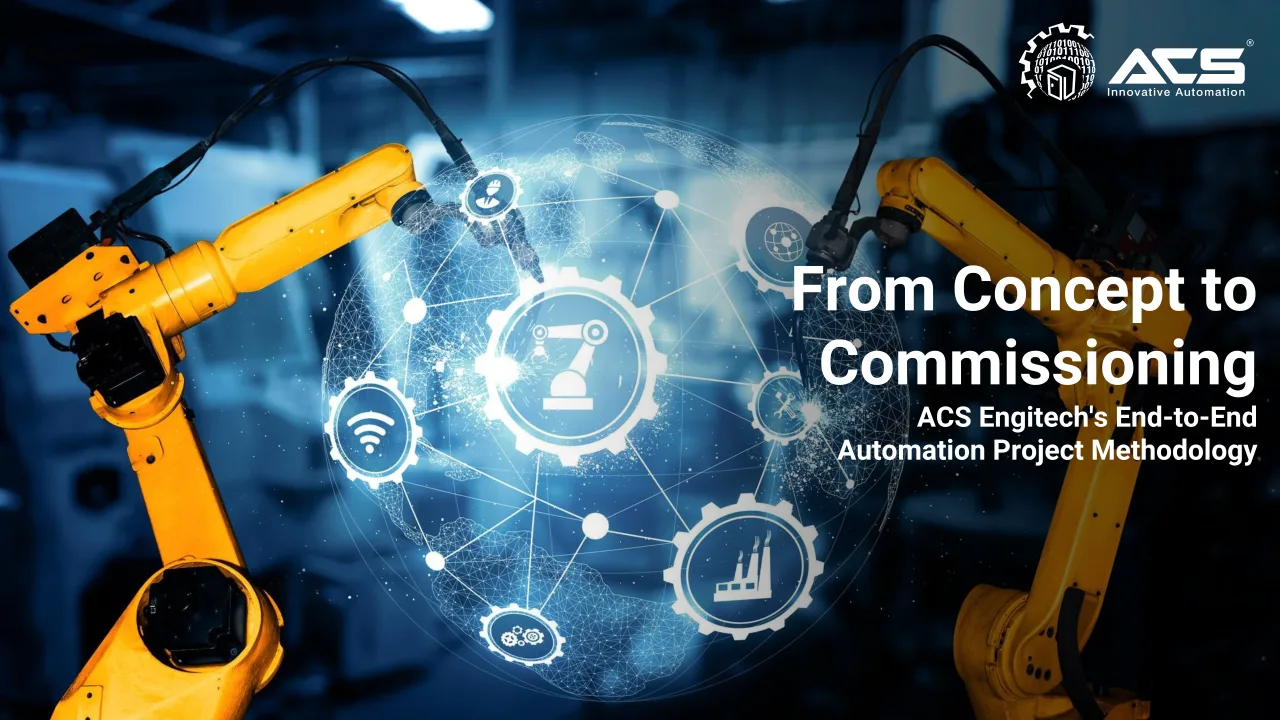 ACS®
Innovative Automation
From Concept to
Commissioning
ACS Engitech's End-to-End
Automation Project Methodology